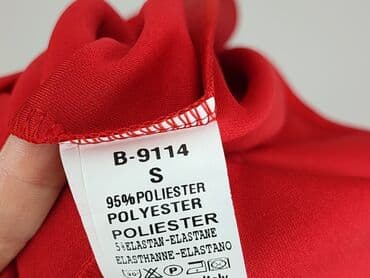 B-9114
S
95%POLIESTER
POLYESTER
POLIESTER
5%ELASTAN-ELASTANE
ELASTHANNE-ELASTANO